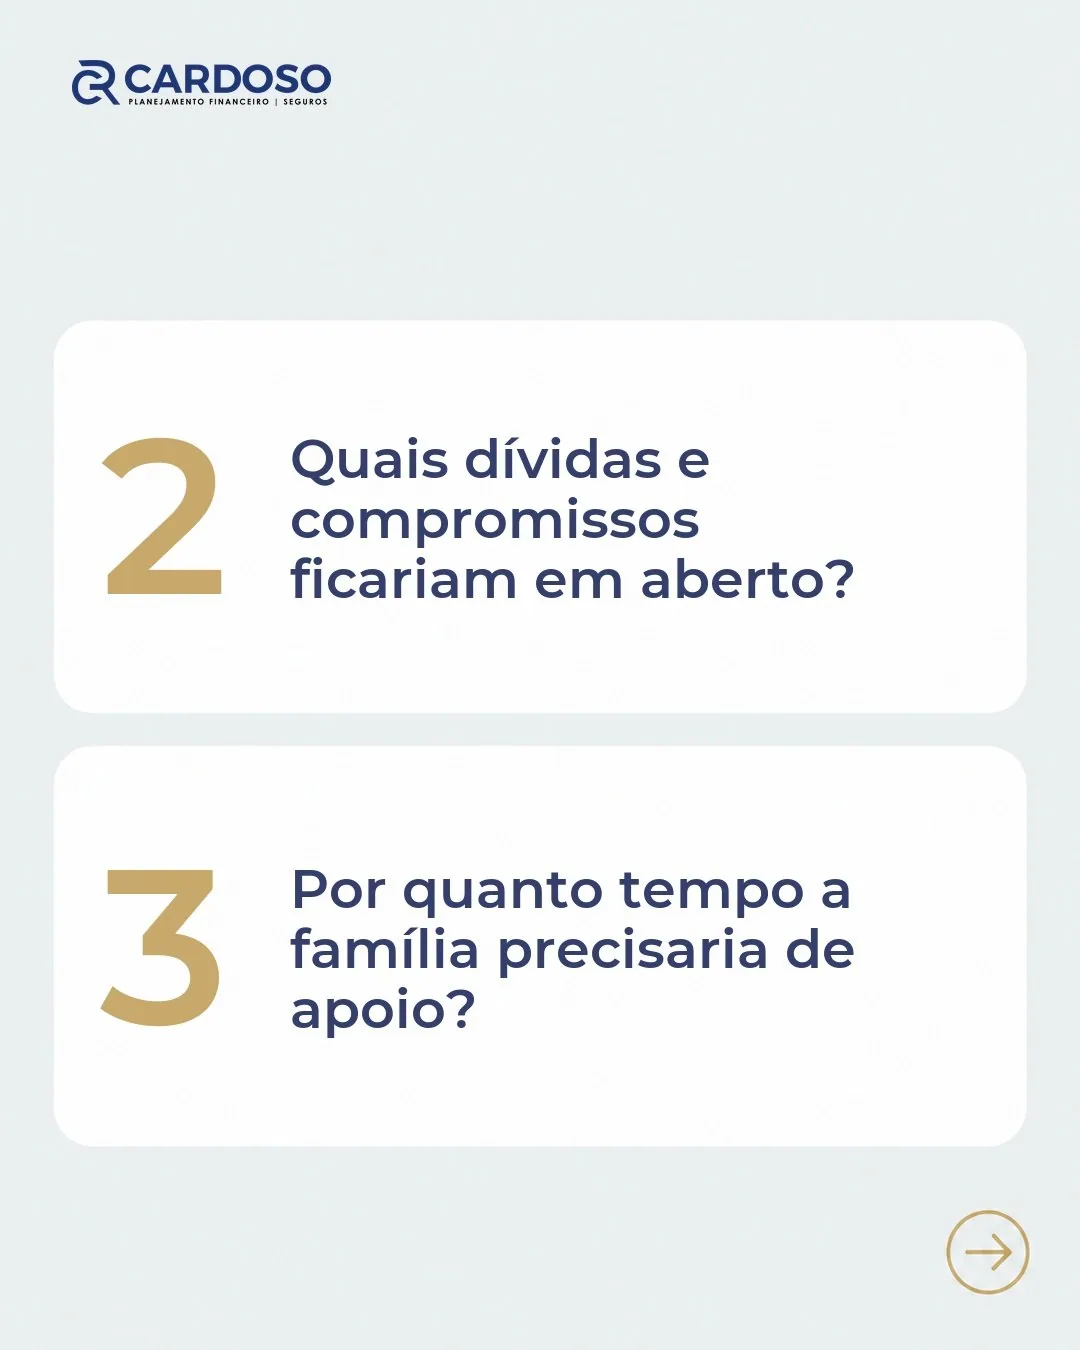 CARDOSO
PLANEJAMENTO FINANCEIRO | SEGUROS
2
Quais dívidas e
compromissos
ficariam em aberto?
3
Por quanto tempo a
família precisaria de
apoio?